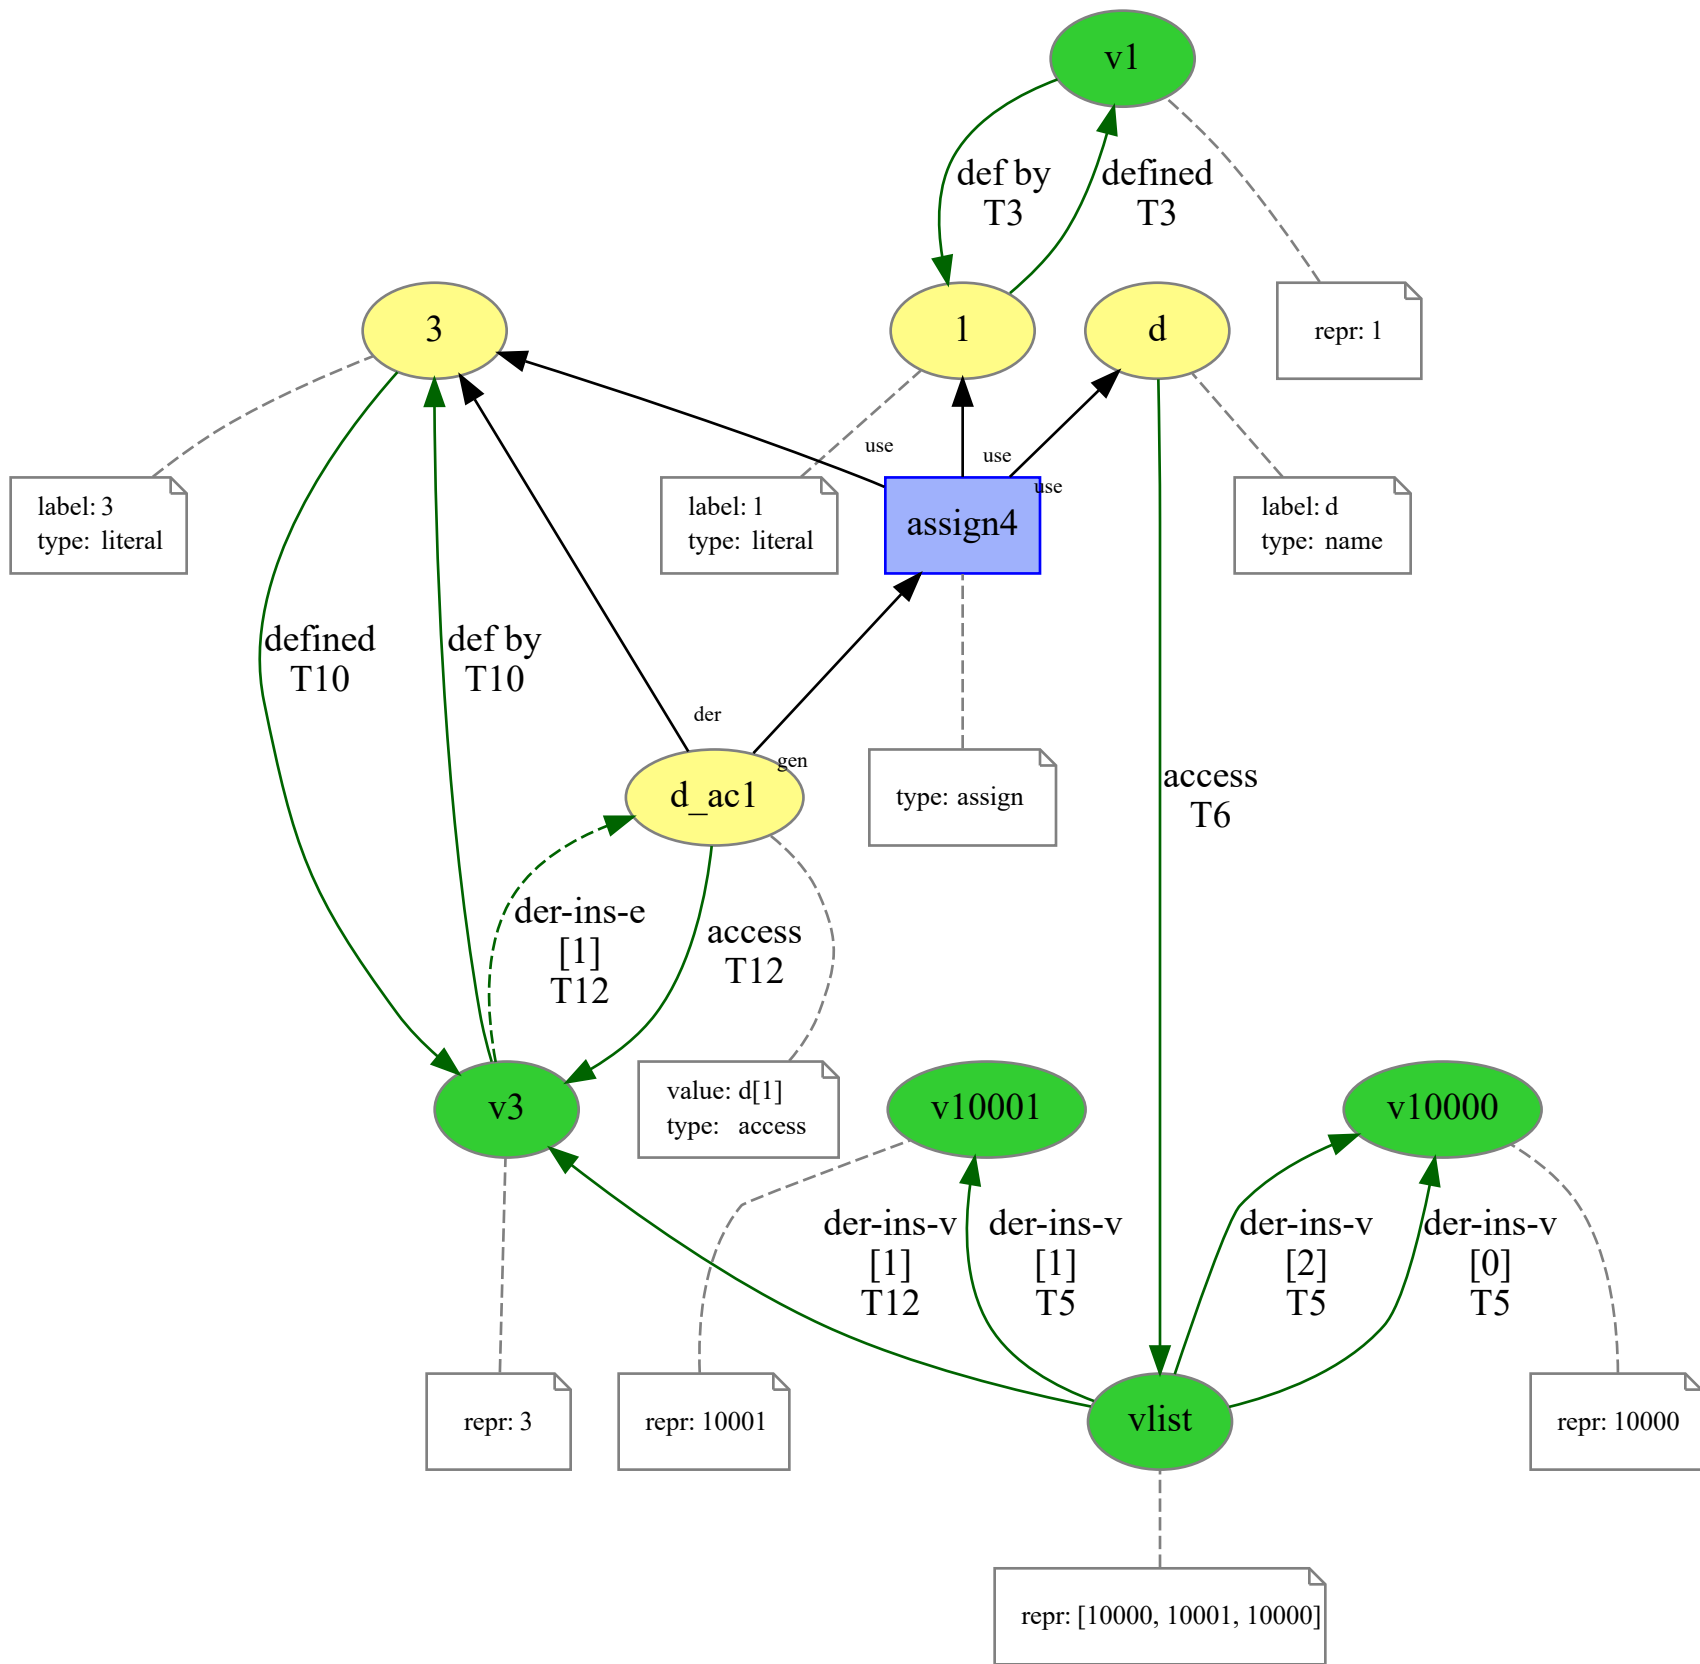 v1
def by
T3
defined
T3
3
1
d
repr: 1
use
use
use
label: 3
type: literal
label: 1
type: literal
assign4
label: d
type: name
defined
T10
def by
T10
der
gen
d_ac1
type: assign
access
T6
der-ins-e
[1]
T12
access
T12
v3
value: d[1]
type: access
v10001
v10000
der-ins-v
[1]
T12
der-ins-v
[1]
T5
der-ins-v
[2]
T5
der-ins-v
[0]
T5
repr: 3
repr: 10001
vlist
repr: 10000
repr: [10000, 10001, 10000]